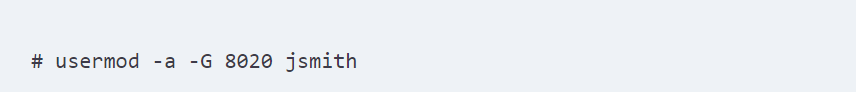 # usermod -a -G 8020 jsmith